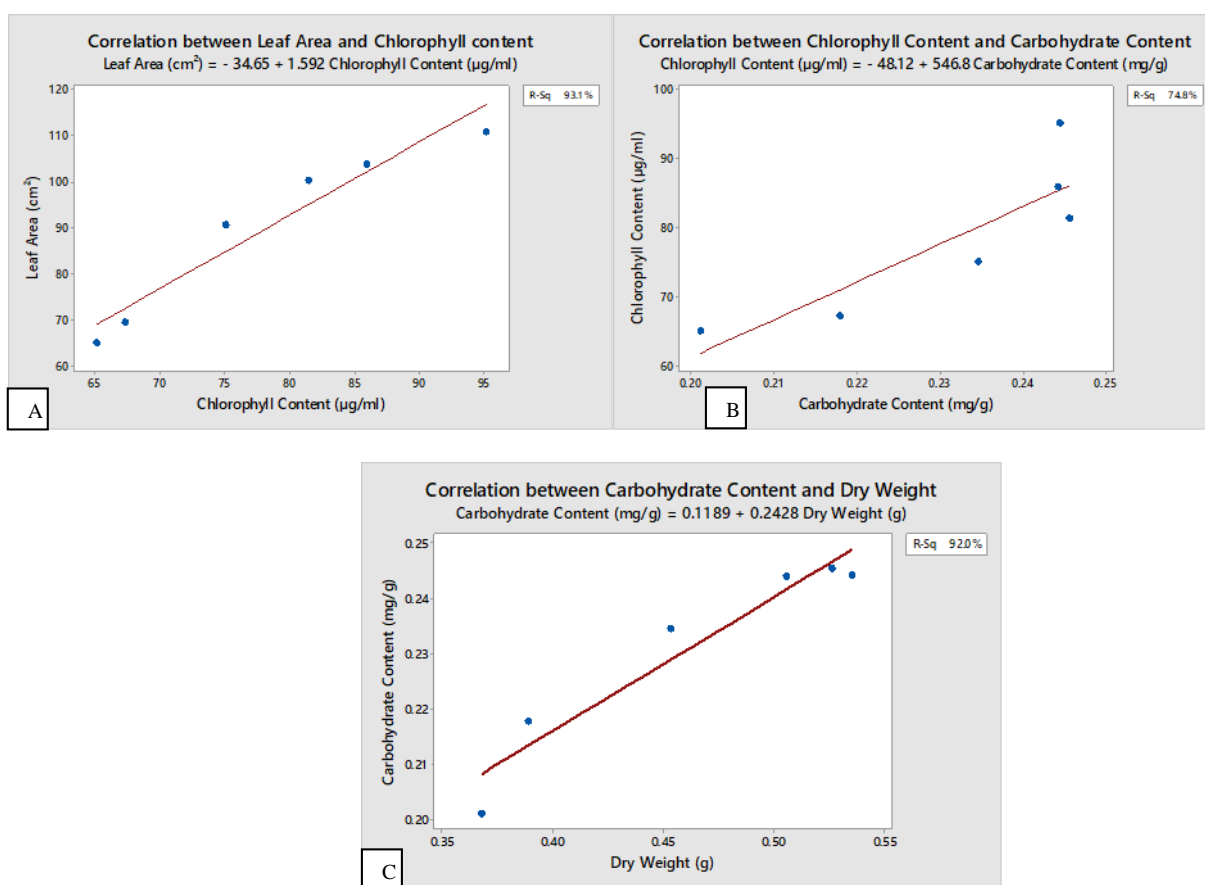 Correlation between Leaf Area and Chlorophyll content
Leaf Area (cm²) = - 34.65 + 1.592 Chlorophyll Content (µg/ml)
R-Sq 93.1%
120
110
100
90
80
70
60
Leaf Area (cm²)
65 70 75 80 85 90 95
Chlorophyll Content (µg/ml)
A
Correlation between Chlorophyll Content and Carbohydrate Content
Chlorophyll Content (µg/ml) = - 48.12 + 546.8 Carbohydrate Content (mg/g)
R-Sq 74.8%
100
90
80
70
60
Chlorophyll Content (µg/ml)
0.20 0.21 0.22 0.23 0.24 0.25
Carbohydrate Content (mg/g)
B
Correlation between Carbohydrate Content and Dry Weight
Carbohydrate Content (mg/g) = 0.1189 + 0.2428 Dry Weight (g)
R-Sq 92.0%
0.25
0.24
0.23
0.22
0.21
0.20
Carbohydrate Content (mg/g)
0.35 0.40 0.45 0.50 0.55
Dry Weight (g)
C